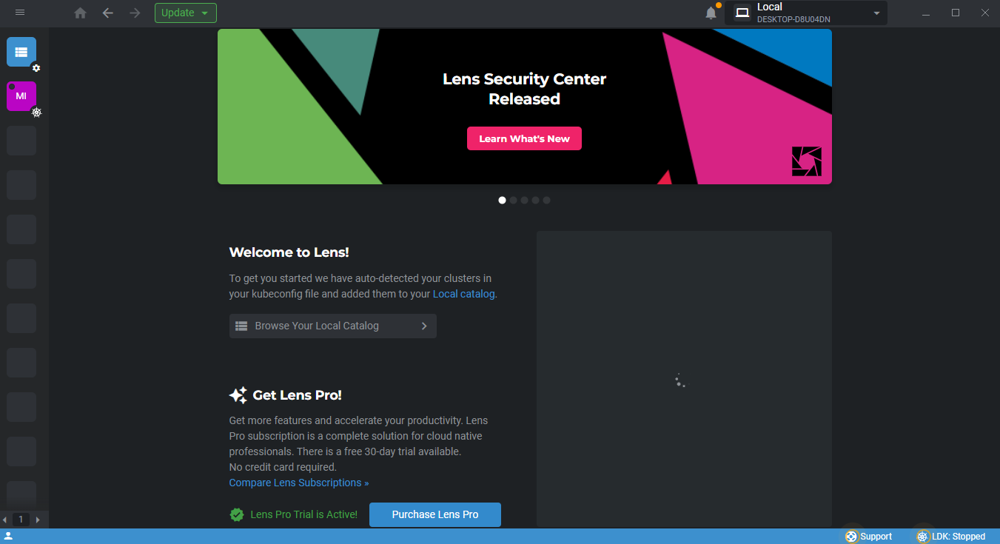 Update
Local
DESKTOP-D8U04DN
MI
Lens Security Center
Released
Learn What's New
Welcome to Lens!
To get you started we have auto-detected your clusters in
your kubeconfig file and added them to your Local catalog.
Browse Your Local Catalog
Get Lens Pro!
Get more features and accelerate your productivity. Lens
Pro subscription is a complete solution for cloud native
professionals. There is a free 30-day trial available.
No credit card required.
Compare Lens Subscriptions »
Lens Pro Trial is Active!
Purchase Lens Pro
1
Support
LDK: Stopped